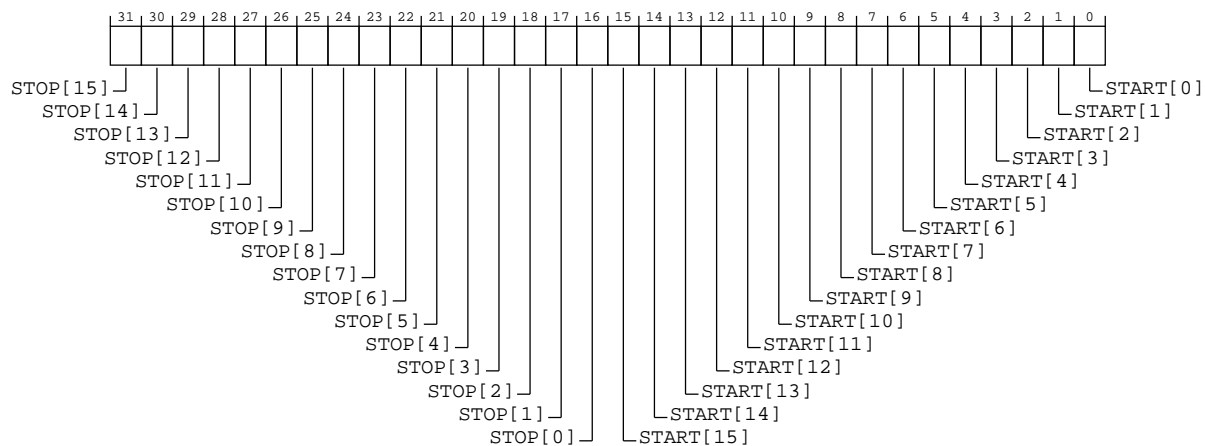 31 30 29 28 27 26 25 24 23 22 21 20 19 18 17 16 15 14 13 12 11 10 9 8 7 6 5 4 3 2 1 0
STOP[15] START[0]
STOP[14] START[1]
STOP[13] START[2]
STOP[12] START[3]
STOP[11] START[4]
STOP[10] START[5]
STOP[9] START[6]
STOP[8] START[7]
STOP[7] START[8]
STOP[6] START[9]
STOP[5] START[10]
STOP[4] START[11]
STOP[3] START[12]
STOP[2] START[13]
STOP[1] START[14]
STOP[0] START[15]